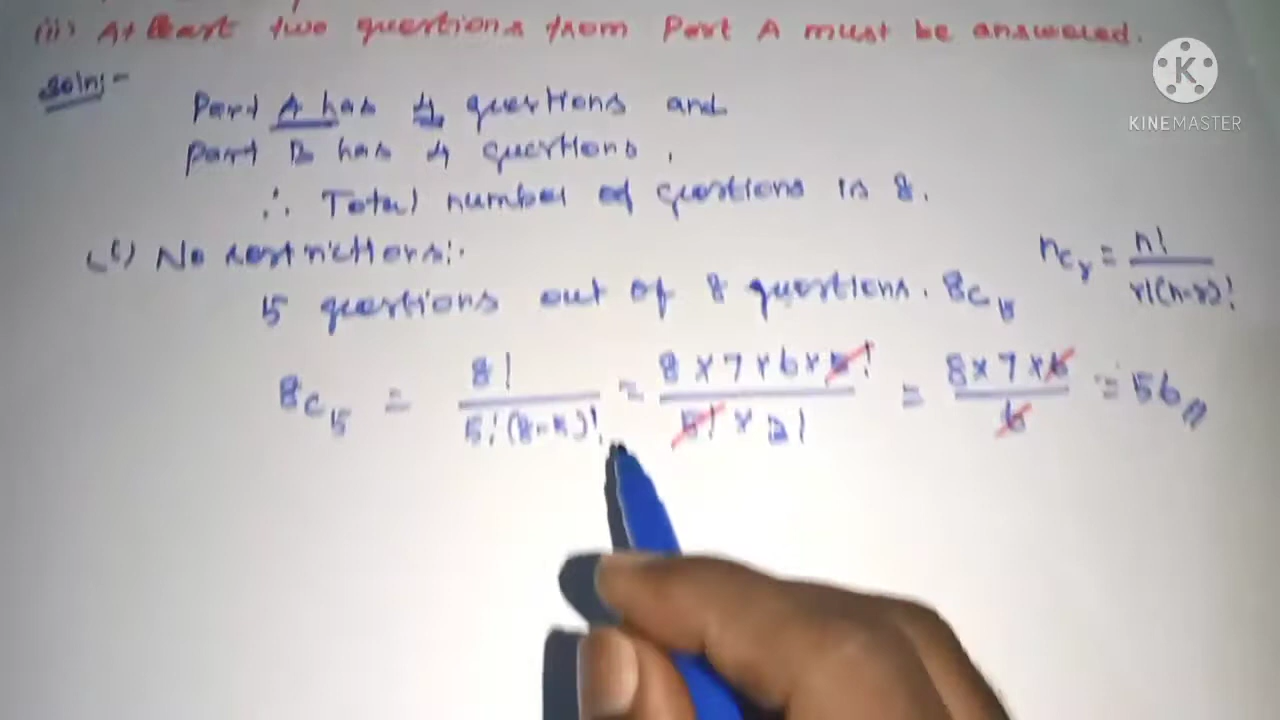 ii) At least two questions from Part A must be answered.
Soln:-
Part A has 4 questions and
Part B has 4 questions.
∴ Total number of questions is 8.
(i) No restrictions:-
5 questions out of 8 questions. 8C5
nCr = n! / r!(n-r)!
8C5 = 8! / 5!(8-5)! = 8×7×6×5! / 5!×3! = 8×7×6 / 6 = 56//
KINEMASTER